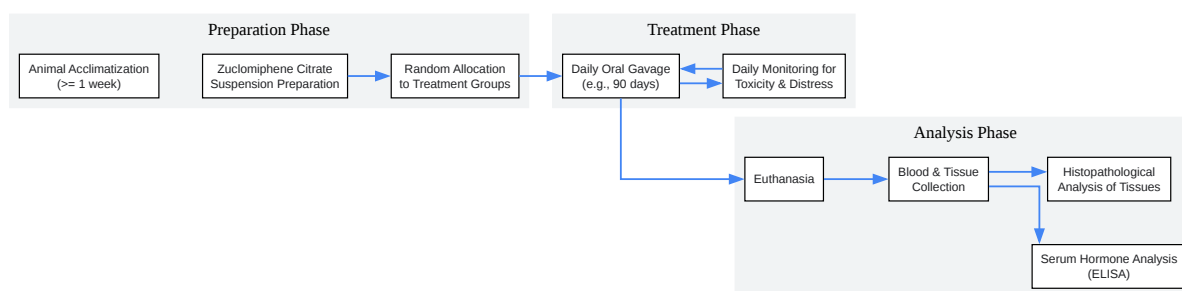 Preparation Phase
Animal Acclimatization
(>= 1 week)
Zuclomiphene Citrate
Suspension Preparation
Random Allocation
to Treatment Groups
Treatment Phase
Daily Oral Gavage
(e.g., 90 days)
Daily Monitoring for
Toxicity & Distress
Analysis Phase
Euthanasia
Blood & Tissue
Collection
Histopathological
Analysis of Tissues
Serum Hormone Analysis
(ELISA)